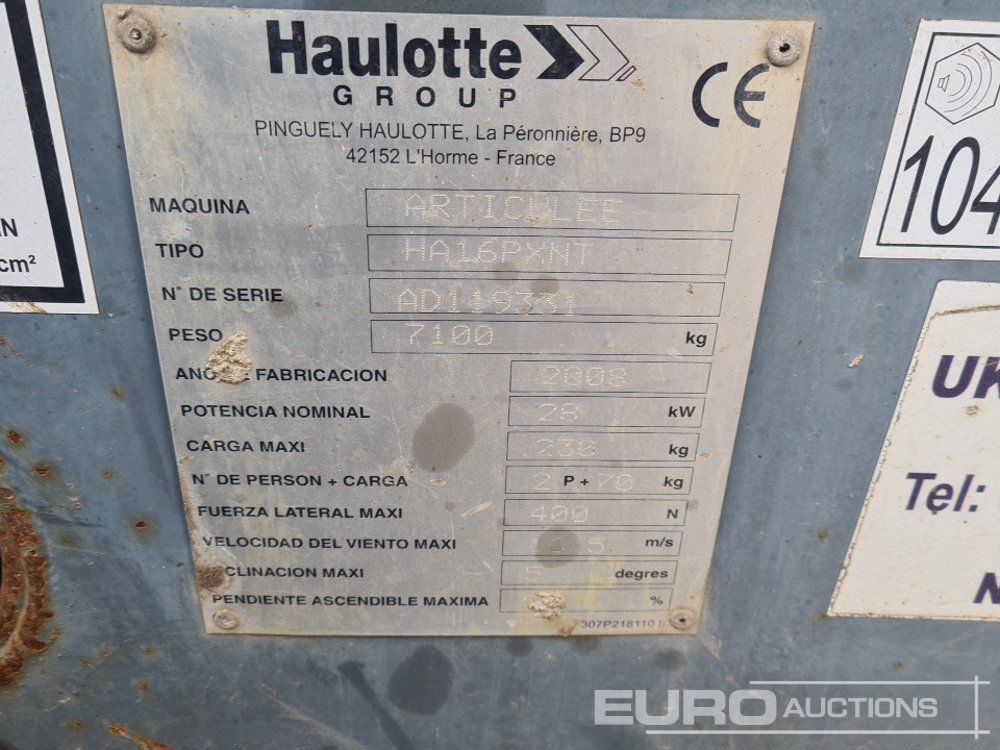 Haulotte
GROUP
CE
PINGUELY HAULOTTE, La Péronnière, BP9
42152 L'Horme - France
MAQUINA ARTICULEE
TIPO HA16PXNT
N° DE SERIE AD119331
PESO 7100 kg
FABRICACION 2008
POTENCIA NOMINAL 28 kW
CARGA MAXI 230 kg
N° DE PERSON + CARGA 2 P + 70 kg
FUERZA LATERAL MAXI 400 N
VELOCIDAD DEL VIENTO MAXI m/s
CLINACION MAXI 5 degres
PENDIENTE ASCENDIBLE MAXIMA %
307P218110 b
N
cm²
104
UK
Tel:
N
EURO AUCTIONS